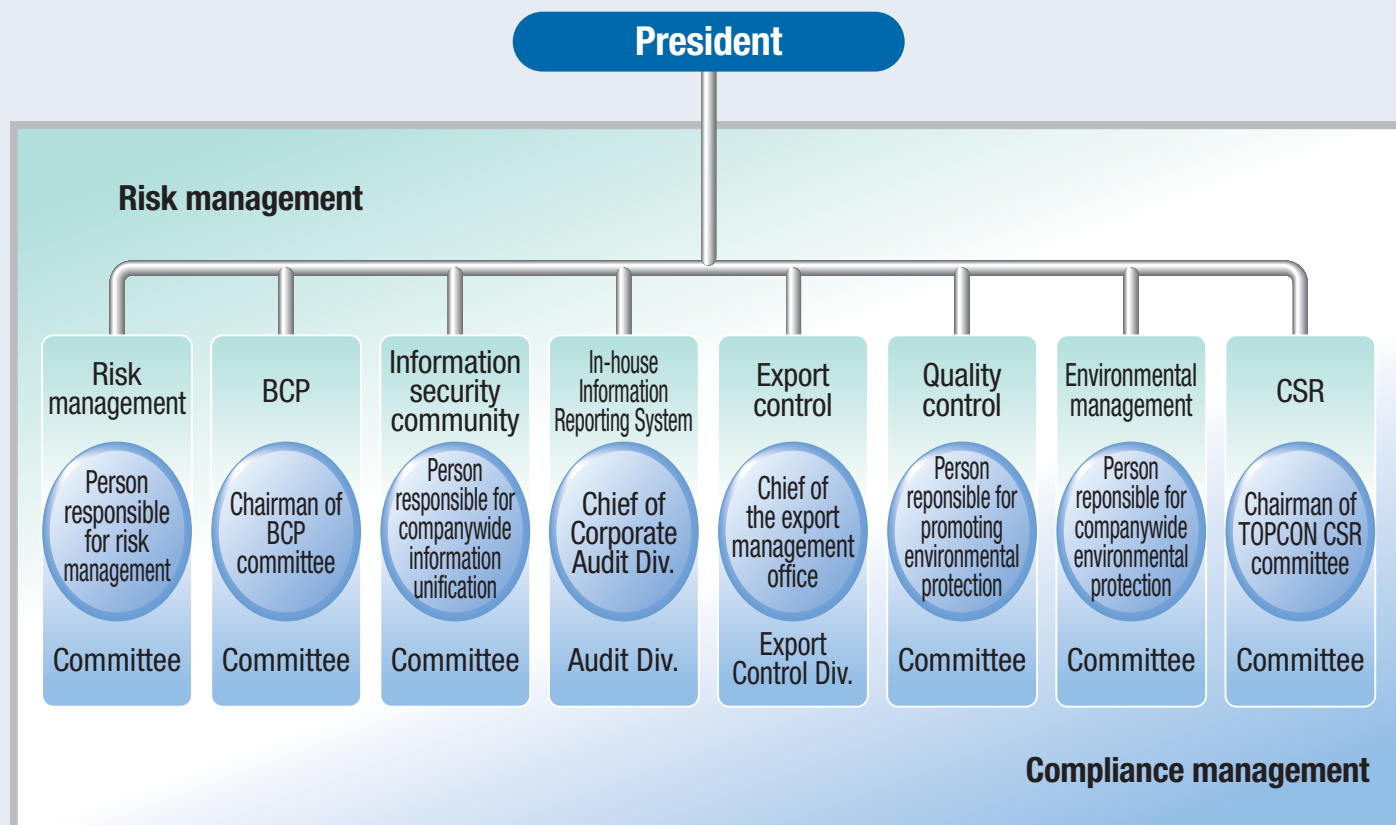 President
Risk management
Risk
management
Person
responsible
for risk
management
Committee
BCP
Chairman of
BCP
committee
Committee
Information
security
community
Person
responsible for
companywide
information
unification
Committee
In-house
Information
Reporting System
Chief of
Corporate
Audit Div.
Audit Div.
Export
control
Chief of
the export
management
office
Export
Control Div.
Quality
control
Person
reponsible for
promoting
environmental
protection
Committee
Environmental
management
Person
reponsible for
companywide
environmental
protection
Committee
CSR
Chairman of
TOPCON CSR
committee
Committee
Compliance management